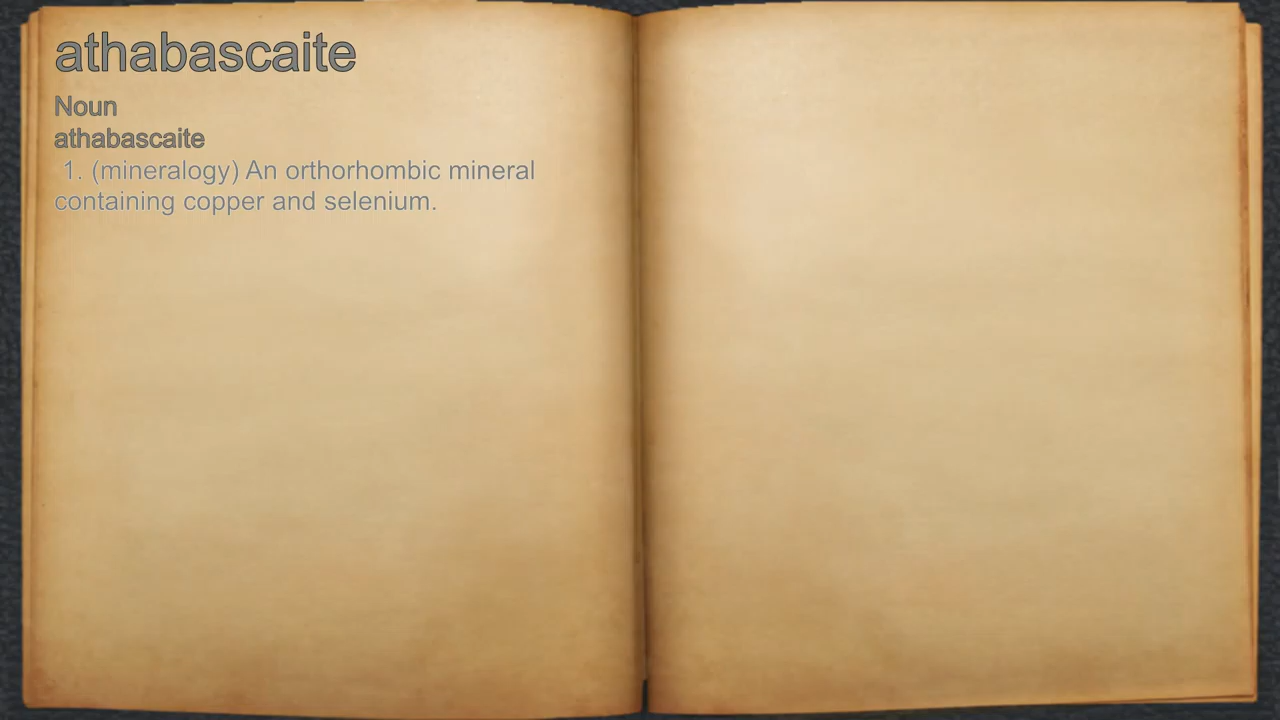 athabascaite
Noun
athabascaite
1. (mineralogy) An orthorhombic mineral
containing copper and selenium.